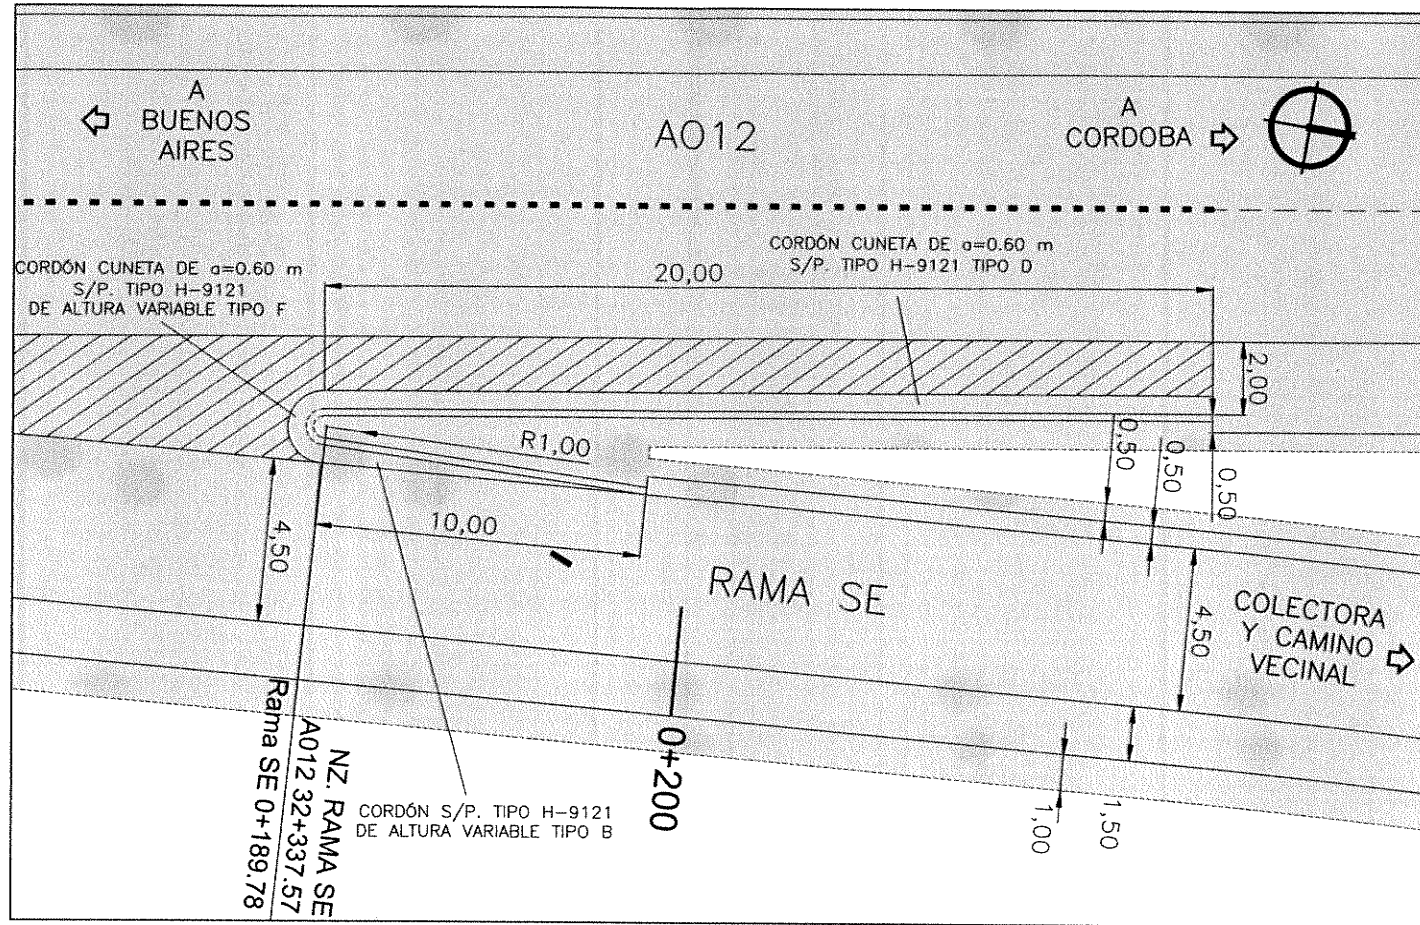 A
BUENOS
AIRES
AO12
A
CORDOBA
CORDÓN CUNETA DE a=0.60 m
S/P. TIPO H-9121
DE ALTURA VARIABLE TIPO F
CORDÓN CUNETA DE a=0.60 m
S/P. TIPO H-9121 TIPO D
20,00
2,00
R1,00
0,50
0,50
0,50
4,50
10,00
RAMA SE
4,50
COLECTORA
Y CAMINO
VECINAL
0+200
NZ. RAMA SE
A012 32+337.57
Rama SE 0+189.78
CORDÓN S/P. TIPO H-9121
DE ALTURA VARIABLE TIPO B
1,00
1,50